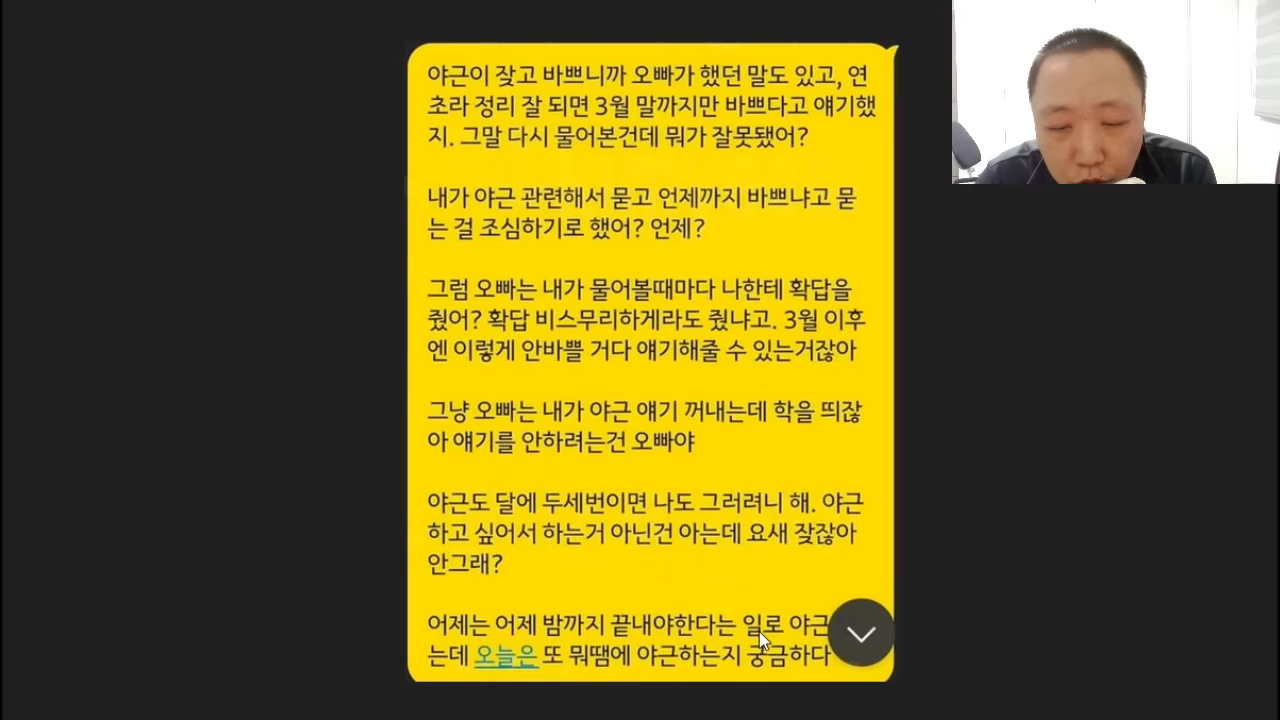 야근이 잦고 바쁘니까 오빠가 했던 말도 있고, 연
초라 정리 잘 되면 3월 말까지만 바쁘다고 얘기했
지. 그말 다시 물어본건데 뭐가 잘못됐어?
내가 야근 관련해서 묻고 언제까지 바쁘냐고 묻
는 걸 조심하기로 했어? 언제?
그럼 오빠는 내가 물어볼때마다 나한테 확답을
줬어? 확답 비스무리하게라도 줬냐고. 3월 이후
엔 이렇게 안바쁠 거다 얘기해줄 수 있는거잖아
그냥 오빠는 내가 야근 얘기 꺼내는데 학을 띄잖
아 얘기를 안하려는건 오빠야
야근도 달에 두세번이면 나도 그러려니 해. 야근
하고 싶어서 하는거 아닌건 아는데 요새 잦잖아
안그래?
어제는 어제 밤까지 끝내야한다는 일로 야근
는데 오늘은 또 뭐땜에 야근하는지 궁금하다